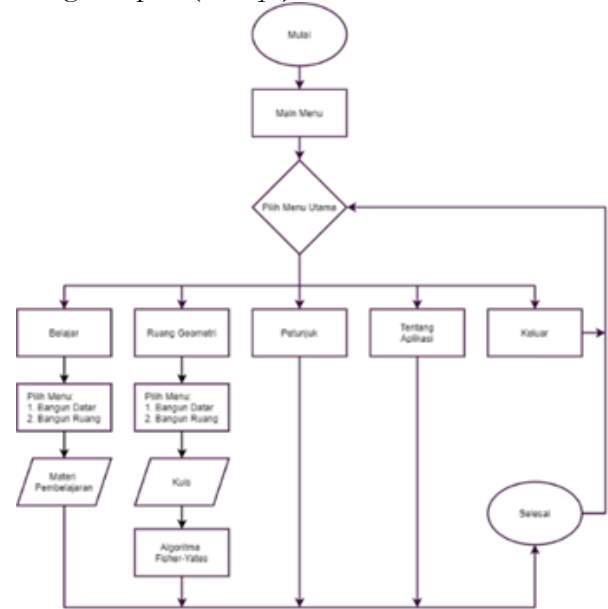 Mulai
Main Menu
Pilih Menu Utama
Belajar
Ruang Geometri
Petunjuk
Tentang
Aplikasi
Keluar
Pilih Menu:
1. Bangun Datar
2. Bangun Ruang
Pilih Menu:
1. Bangun Datar
2. Bangun Ruang
Materi
Pembelajaran
Kuis
Selesai
Algoritma
Fisher-Yates